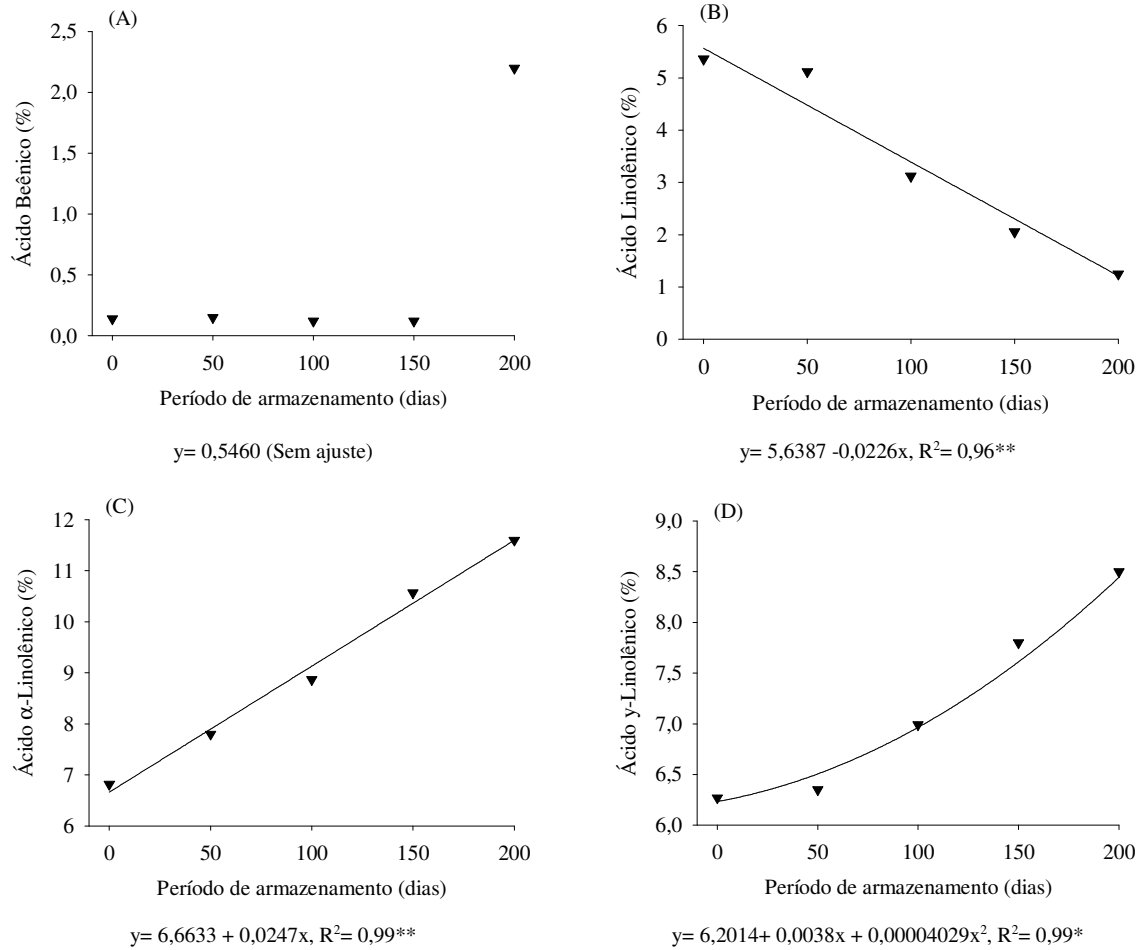 (A)
Ácido Beênico (%)
2,5
2,0
1,5
1,0
0,5
0,0
0 50 100 150 200
Período de armazenamento (dias)
y= 0,5460 (Sem ajuste)
(B)
Ácido Linolênico (%)
6
5
4
3
2
1
0
0 50 100 150 200
Período de armazenamento (dias)
y= 5,6387 -0,0226x, R²= 0,96**
(C)
Ácido α-Linolênico (%)
12
11
10
9
8
7
6
0 50 100 150 200
Período de armazenamento (dias)
y= 6,6633 + 0,0247x, R²= 0,99**
(D)
Ácido y-Linolênico (%)
9,0
8,5
8,0
7,5
7,0
6,5
6,0
0 50 100 150 200
Período de armazenamento (dias)
y= 6,2014+ 0,0038x + 0,00004029x², R²= 0,99*